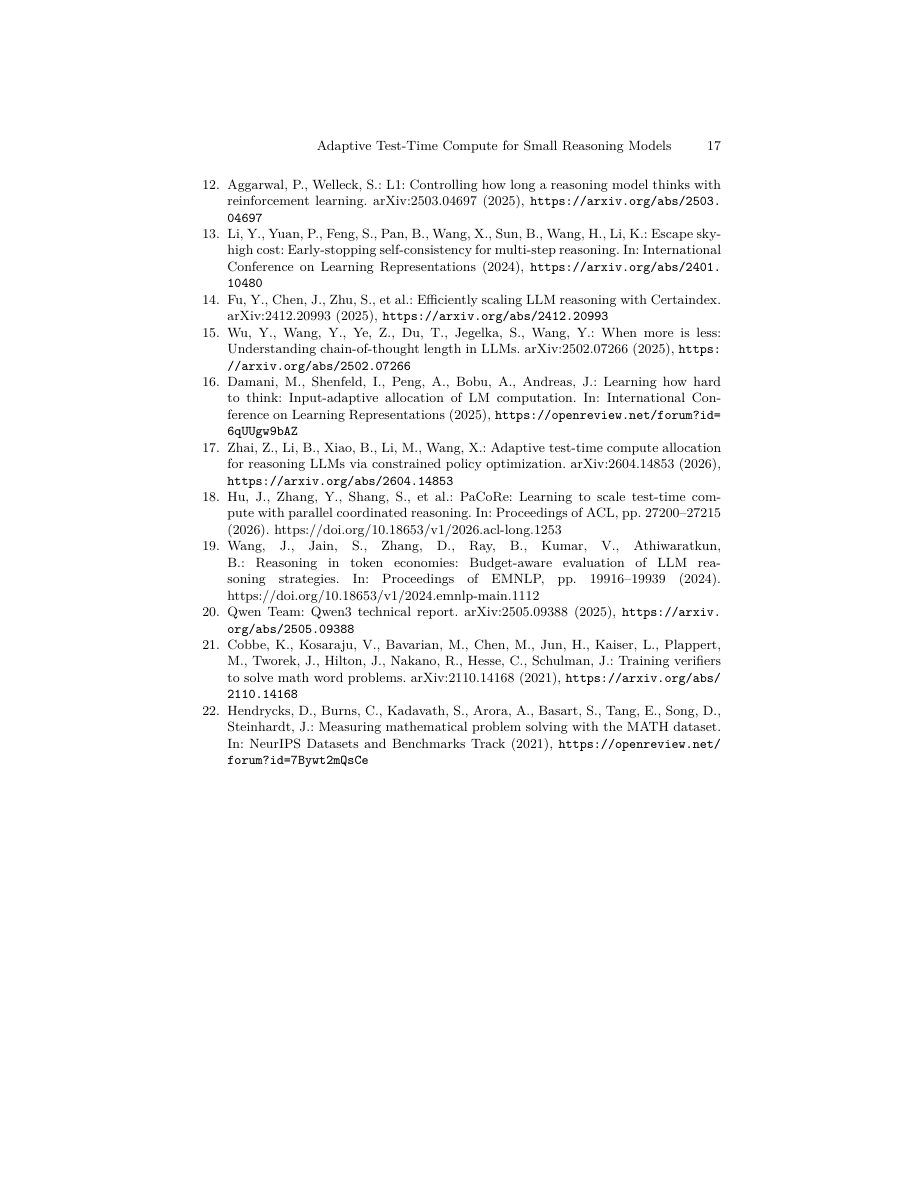 Adaptive Test-Time Compute for Small Reasoning Models 17
12. Aggarwal, P., Welleck, S.: L1: Controlling how long a reasoning model thinks with
reinforcement learning. arXiv:2503.04697 (2025), https://arxiv.org/abs/2503.
04697
13. Li, Y., Yuan, P., Feng, S., Pan, B., Wang, X., Sun, B., Wang, H., Li, K.: Escape sky-
high cost: Early-stopping self-consistency for multi-step reasoning. In: International
Conference on Learning Representations (2024), https://arxiv.org/abs/2401.
10480
14. Fu, Y., Chen, J., Zhu, S., et al.: Efficiently scaling LLM reasoning with Certaindex.
arXiv:2412.20993 (2025), https://arxiv.org/abs/2412.20993
15. Wu, Y., Wang, Y., Ye, Z., Du, T., Jegelka, S., Wang, Y.: When more is less:
Understanding chain-of-thought length in LLMs. arXiv:2502.07266 (2025), https:
//arxiv.org/abs/2502.07266
16. Damani, M., Shenfeld, I., Peng, A., Bobu, A., Andreas, J.: Learning how hard
to think: Input-adaptive allocation of LM computation. In: International Con-
ference on Learning Representations (2025), https://openreview.net/forum?id=
6qUUgw9bAZ
17. Zhai, Z., Li, B., Xiao, B., Li, M., Wang, X.: Adaptive test-time compute allocation
for reasoning LLMs via constrained policy optimization. arXiv:2604.14853 (2026),
https://arxiv.org/abs/2604.14853
18. Hu, J., Zhang, Y., Shang, S., et al.: PaCoRe: Learning to scale test-time com-
pute with parallel coordinated reasoning. In: Proceedings of ACL, pp. 27200–27215
(2026). https://doi.org/10.18653/v1/2026.acl-long.1253
19. Wang, J., Jain, S., Zhang, D., Ray, B., Kumar, V., Athiwaratkun,
B.: Reasoning in token economies: Budget-aware evaluation of LLM rea-
soning strategies. In: Proceedings of EMNLP, pp. 19916–19939 (2024).
https://doi.org/10.18653/v1/2024.emnlp-main.1112
20. Qwen Team: Qwen3 technical report. arXiv:2505.09388 (2025), https://arxiv.
org/abs/2505.09388
21. Cobbe, K., Kosaraju, V., Bavarian, M., Chen, M., Jun, H., Kaiser, L., Plappert,
M., Tworek, J., Hilton, J., Nakano, R., Hesse, C., Schulman, J.: Training verifiers
to solve math word problems. arXiv:2110.14168 (2021), https://arxiv.org/abs/
2110.14168
22. Hendrycks, D., Burns, C., Kadavath, S., Arora, A., Basart, S., Tang, E., Song, D.,
Steinhardt, J.: Measuring mathematical problem solving with the MATH dataset.
In: NeurIPS Datasets and Benchmarks Track (2021), https://openreview.net/
forum?id=7Bywt2mQsCe